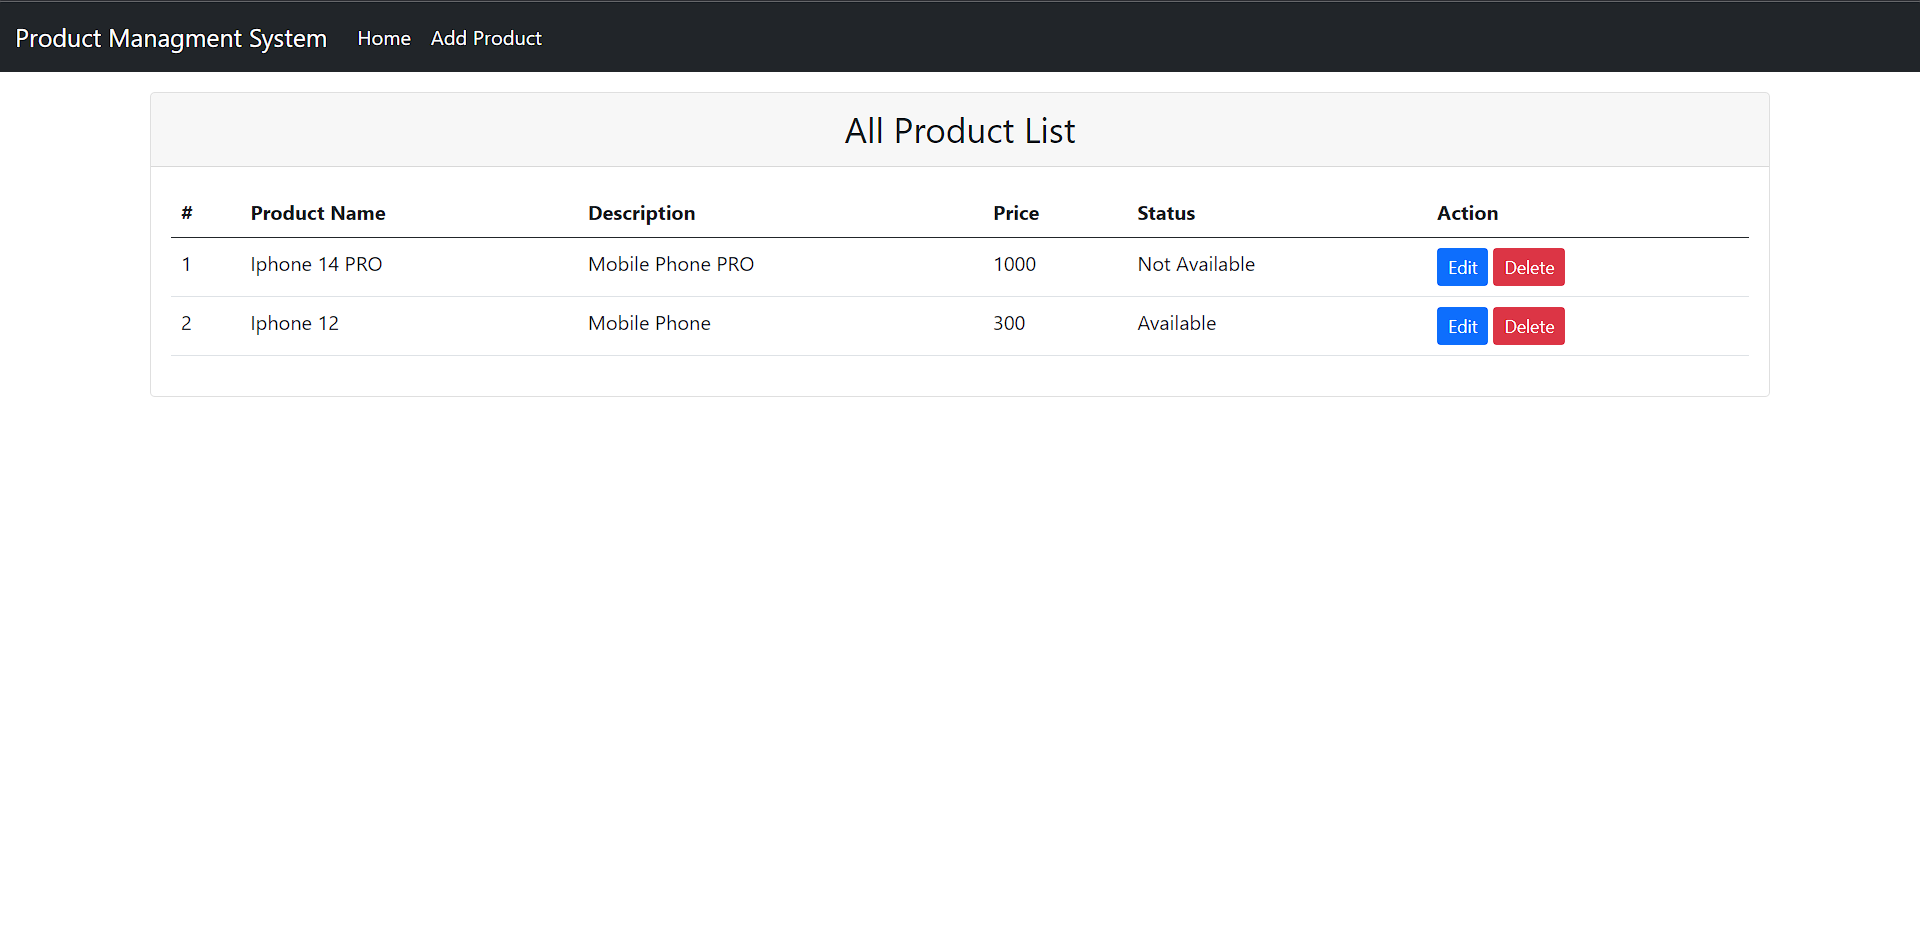 Product Managment System Home Add Product
All Product List
# Product Name Description Price Status Action
1 Iphone 14 PRO Mobile Phone PRO 1000 Not Available Edit Delete
2 Iphone 12 Mobile Phone 300 Available Edit Delete